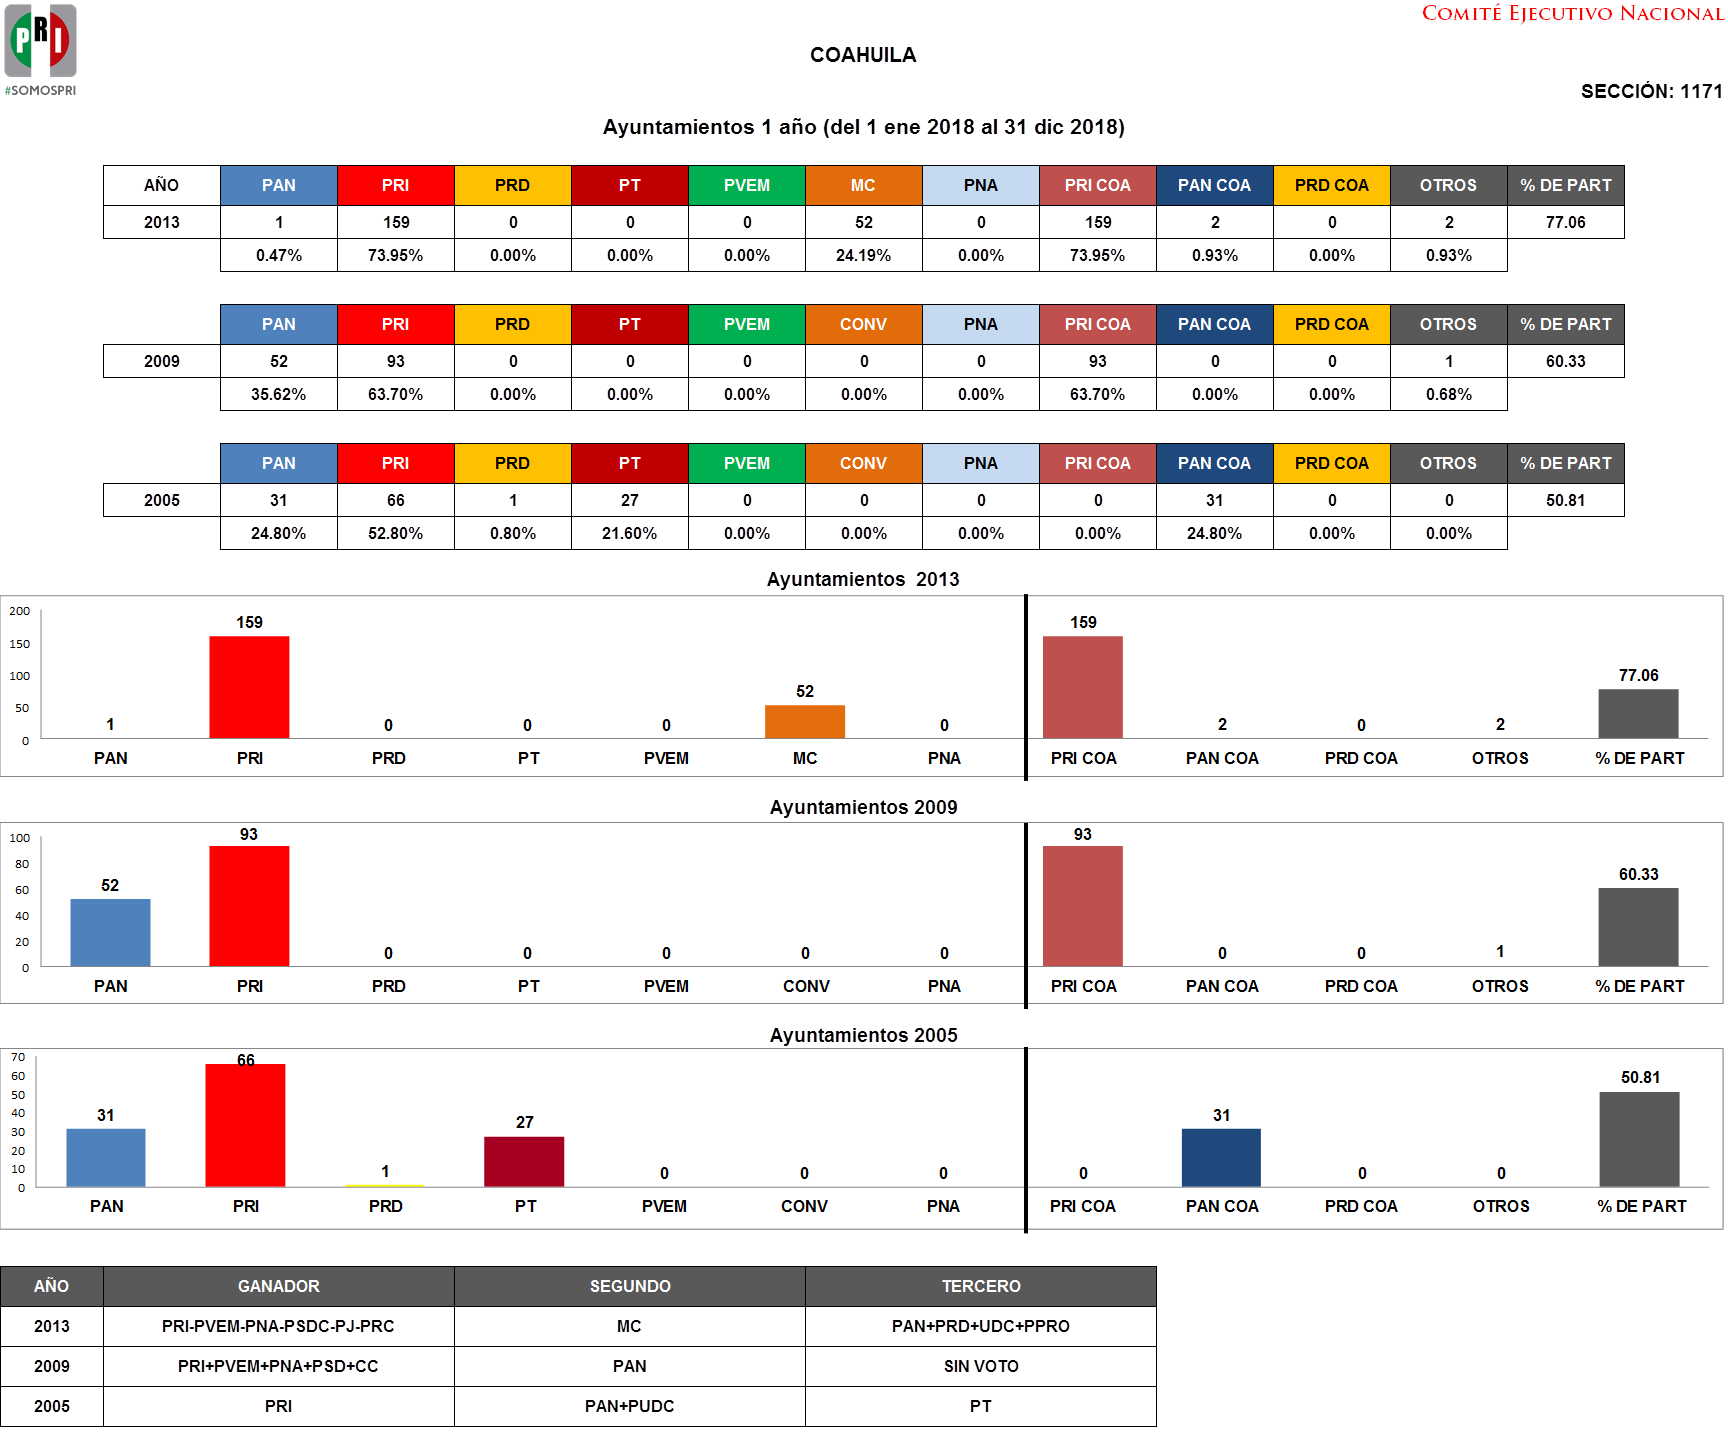 COMITÉ EJECUTIVO NACIONAL
PRI
#SOMOSPRI
COAHUILA
SECCIÓN: 1171
Ayuntamientos 1 año (del 1 ene 2018 al 31 dic 2018)
AÑO PAN PRI PRD PT PVEM MC PNA PRI COA PAN COA PRD COA OTROS % DE PART
2013 1 159 0 0 0 52 0 159 2 0 2 77.06
0.47% 73.95% 0.00% 0.00% 0.00% 24.19% 0.00% 73.95% 0.93% 0.00% 0.93%
PAN PRI PRD PT PVEM CONV PNA PRI COA PAN COA PRD COA OTROS % DE PART
2009 52 93 0 0 0 0 0 93 0 0 1 60.33
35.62% 63.70% 0.00% 0.00% 0.00% 0.00% 0.00% 63.70% 0.00% 0.00% 0.68%
PAN PRI PRD PT PVEM CONV PNA PRI COA PAN COA PRD COA OTROS % DE PART
2005 31 66 1 27 0 0 0 0 31 0 0 50.81
24.80% 52.80% 0.80% 21.60% 0.00% 0.00% 0.00% 0.00% 24.80% 0.00% 0.00%
Ayuntamientos 2013
200
150
100
50
0
1 159 0 0 0 52 0 159 2 0 2 77.06
PAN PRI PRD PT PVEM MC PNA PRI COA PAN COA PRD COA OTROS % DE PART
Ayuntamientos 2009
100
80
60
40
20
0
52 93 0 0 0 0 0 93 0 0 1 60.33
PAN PRI PRD PT PVEM CONV PNA PRI COA PAN COA PRD COA OTROS % DE PART
Ayuntamientos 2005
70
60
50
40
30
20
10
0
31 66 1 27 0 0 0 0 31 0 0 50.81
PAN PRI PRD PT PVEM CONV PNA PRI COA PAN COA PRD COA OTROS % DE PART
AÑO GANADOR SEGUNDO TERCERO
2013 PRI-PVEM-PNA-PSDC-PJ-PRC MC PAN+PRD+UDC+PPRO
2009 PRI+PVEM+PNA+PSD+CC PAN SIN VOTO
2005 PRI PAN+PUDC PT